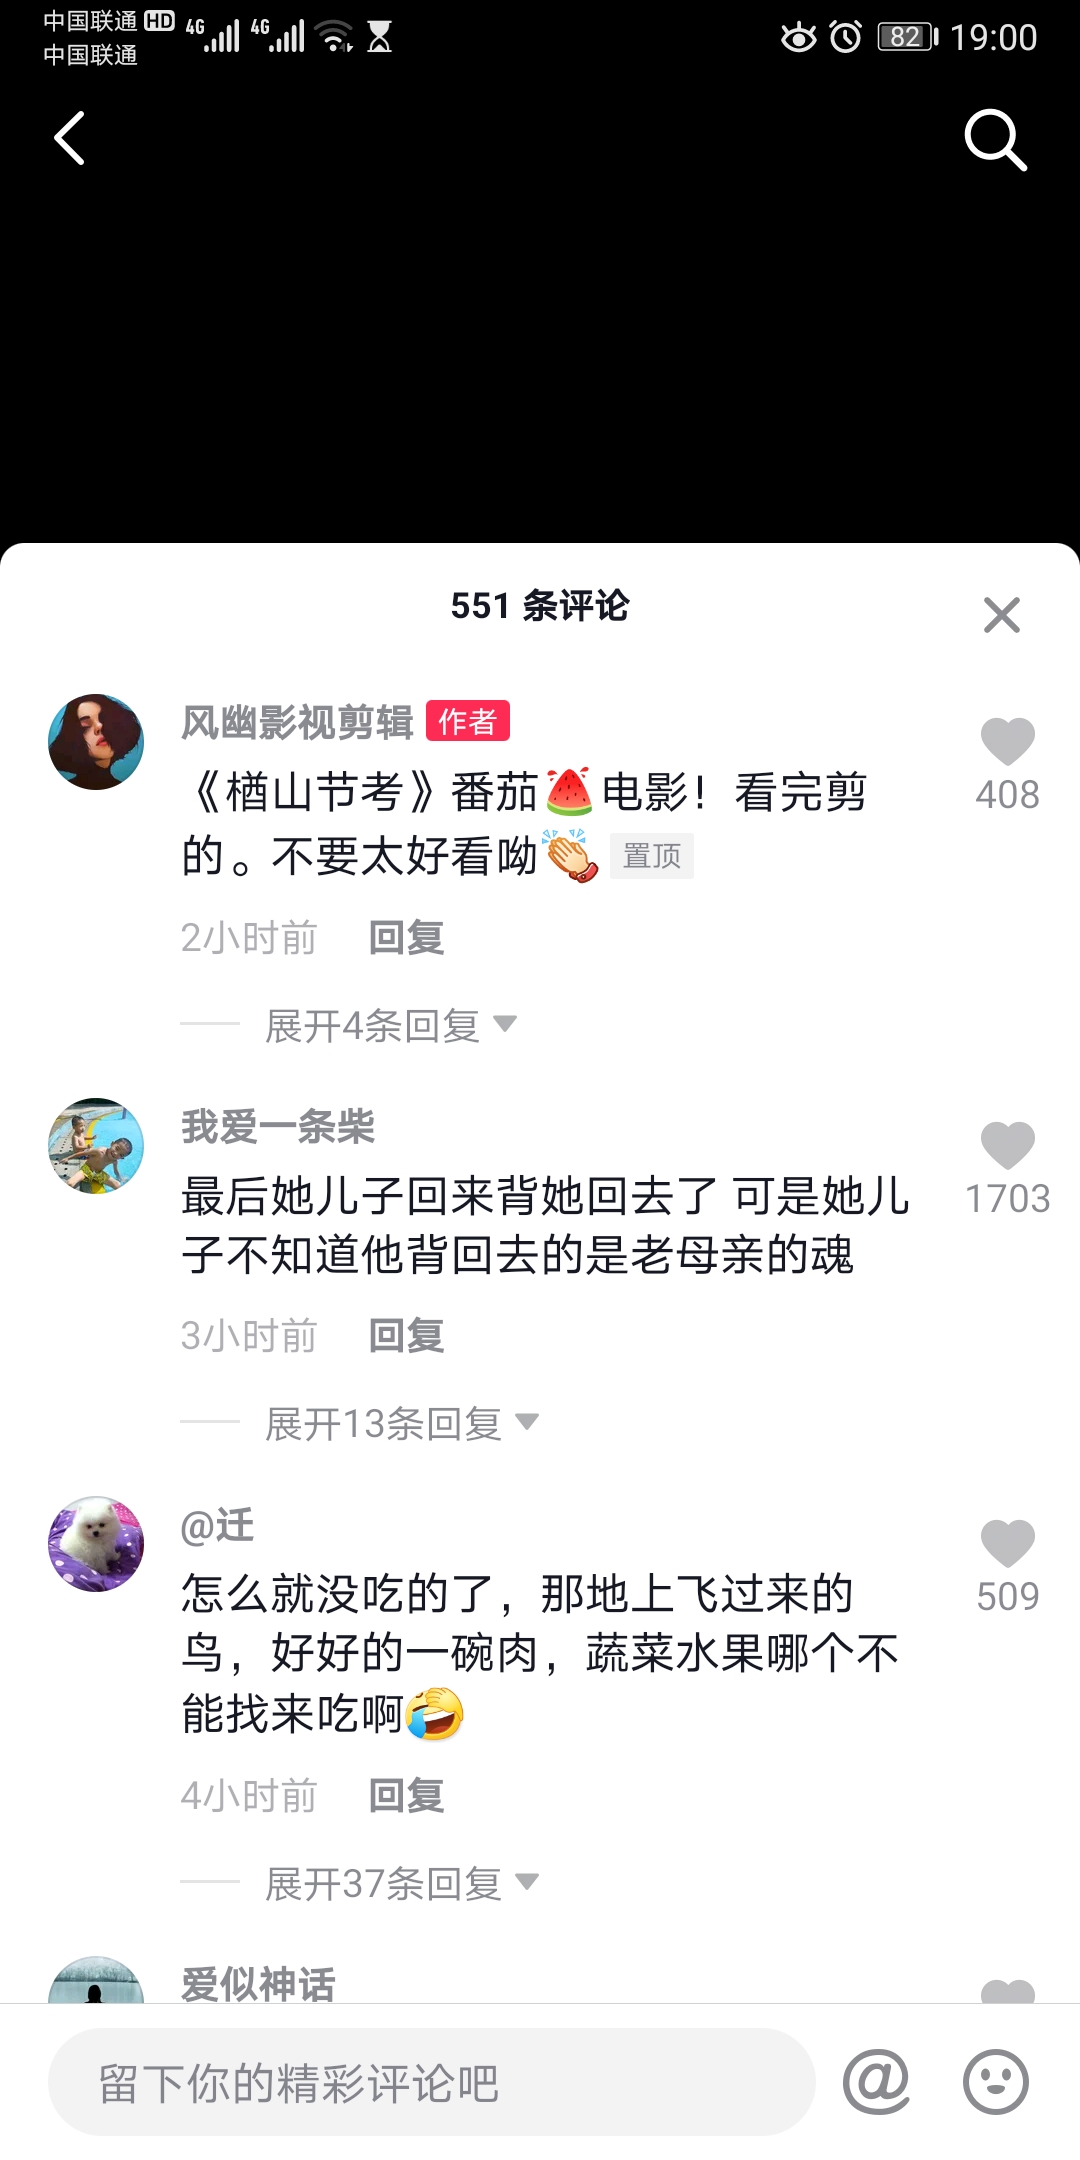 中国联通 HD 4G 4G 82 19:00
中国联通
551 条评论
风幽影视剪辑 作者
《楢山节考》番茄🍉电影！看完剪
408
的。不要太好看呦👏 置顶
2小时前 回复
展开4条回复
我爱一条柴
最后她儿子回来背她回去了 可是她儿
1703
子不知道他背回去的是老母亲的魂
3小时前 回复
展开13条回复
@迁
怎么就没吃的了，那地上飞过来的
509
鸟，好好的一碗肉，蔬菜水果哪个不
能找来吃啊
4小时前 回复
展开37条回复
爱似神话
留下你的精彩评论吧 @